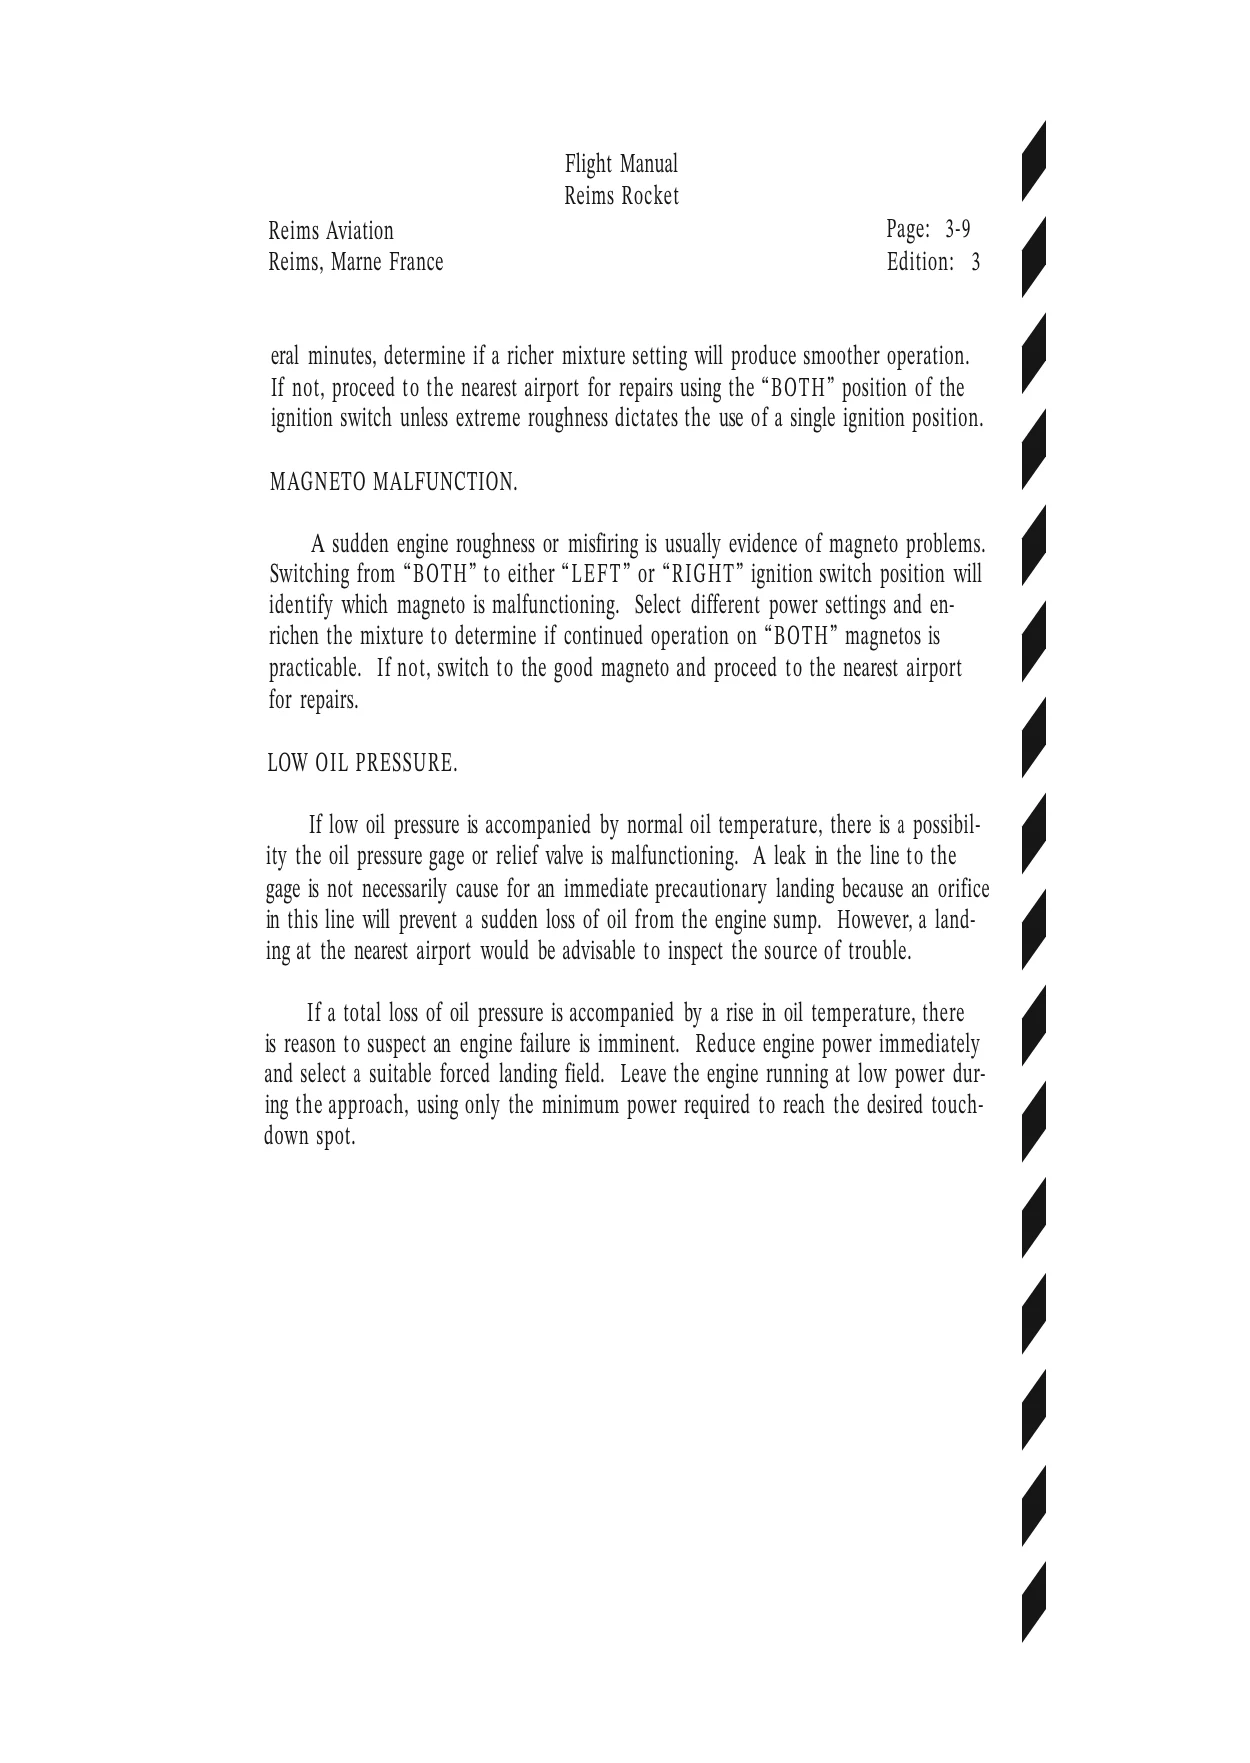 Flight Manual
Reims Rocket
Reims Aviation
Page: 3-9
Reims, Marne France
Edition: 3
eral minutes, determine if a richer mixture setting will produce smoother operation.
If not, proceed to the nearest airport for repairs using the “BOTH” position of the
ignition switch unless extreme roughness dictates the use of a single ignition position.
MAGNETO MALFUNCTION.
A sudden engine roughness or misfiring is usually evidence of magneto problems.
Switching from “BOTH” to either “LEFT” or “RIGHT” ignition switch position will
identify which magneto is malfunctioning. Select different power settings and en-
richen the mixture to determine if continued operation on “BOTH” magnetos is
practicable. If not, switch to the good magneto and proceed to the nearest airport
for repairs.
LOW OIL PRESSURE.
If low oil pressure is accompanied by normal oil temperature, there is a possibil-
ity the oil pressure gage or relief valve is malfunctioning. A leak in the line to the
gage is not necessarily cause for an immediate precautionary landing because an orifice
in this line will prevent a sudden loss of oil from the engine sump. However, a land-
ing at the nearest airport would be advisable to inspect the source of trouble.
If a total loss of oil pressure is accompanied by a rise in oil temperature, there
is reason to suspect an engine failure is imminent. Reduce engine power immediately
and select a suitable forced landing field. Leave the engine running at low power dur-
ing the approach, using only the minimum power required to reach the desired touch-
down spot.